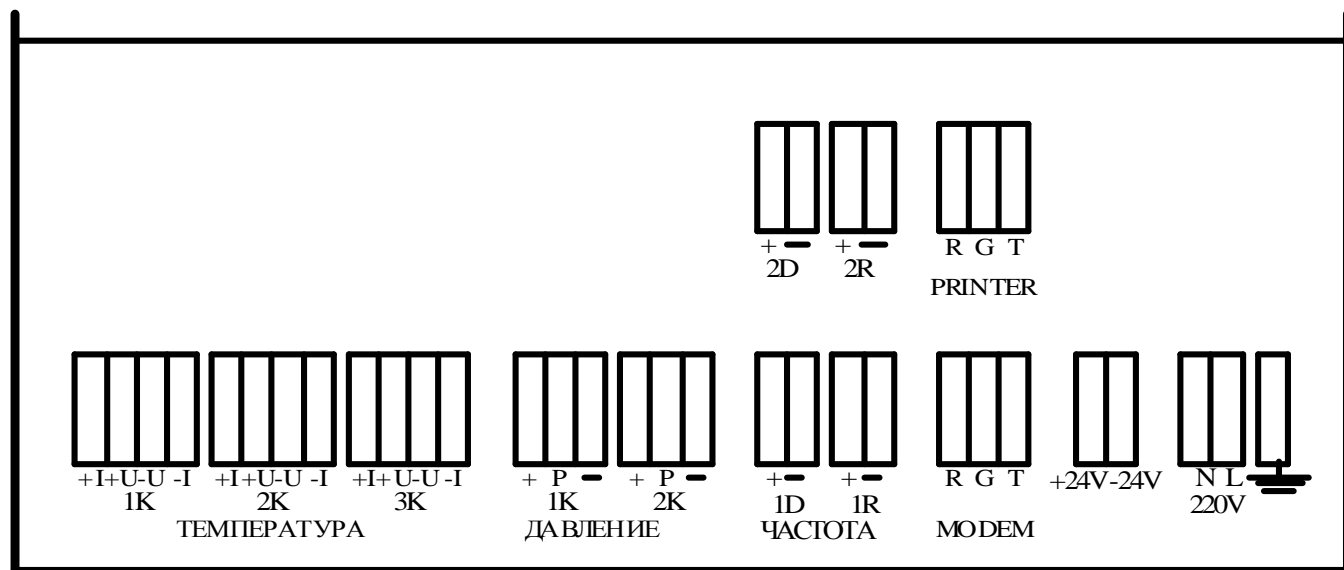 + − + − R G T
2D 2R
PRINTER
+I+U-U -I +I+U-U -I +I+U-U -I + P − + P − + − + − R G T +24V-24V N L
1K 2K 3K 1K 2K 1D 1R 220V
ТЕМПЕРАТУРА ДАВЛЕНИЕ ЧАСТОТА MODEM